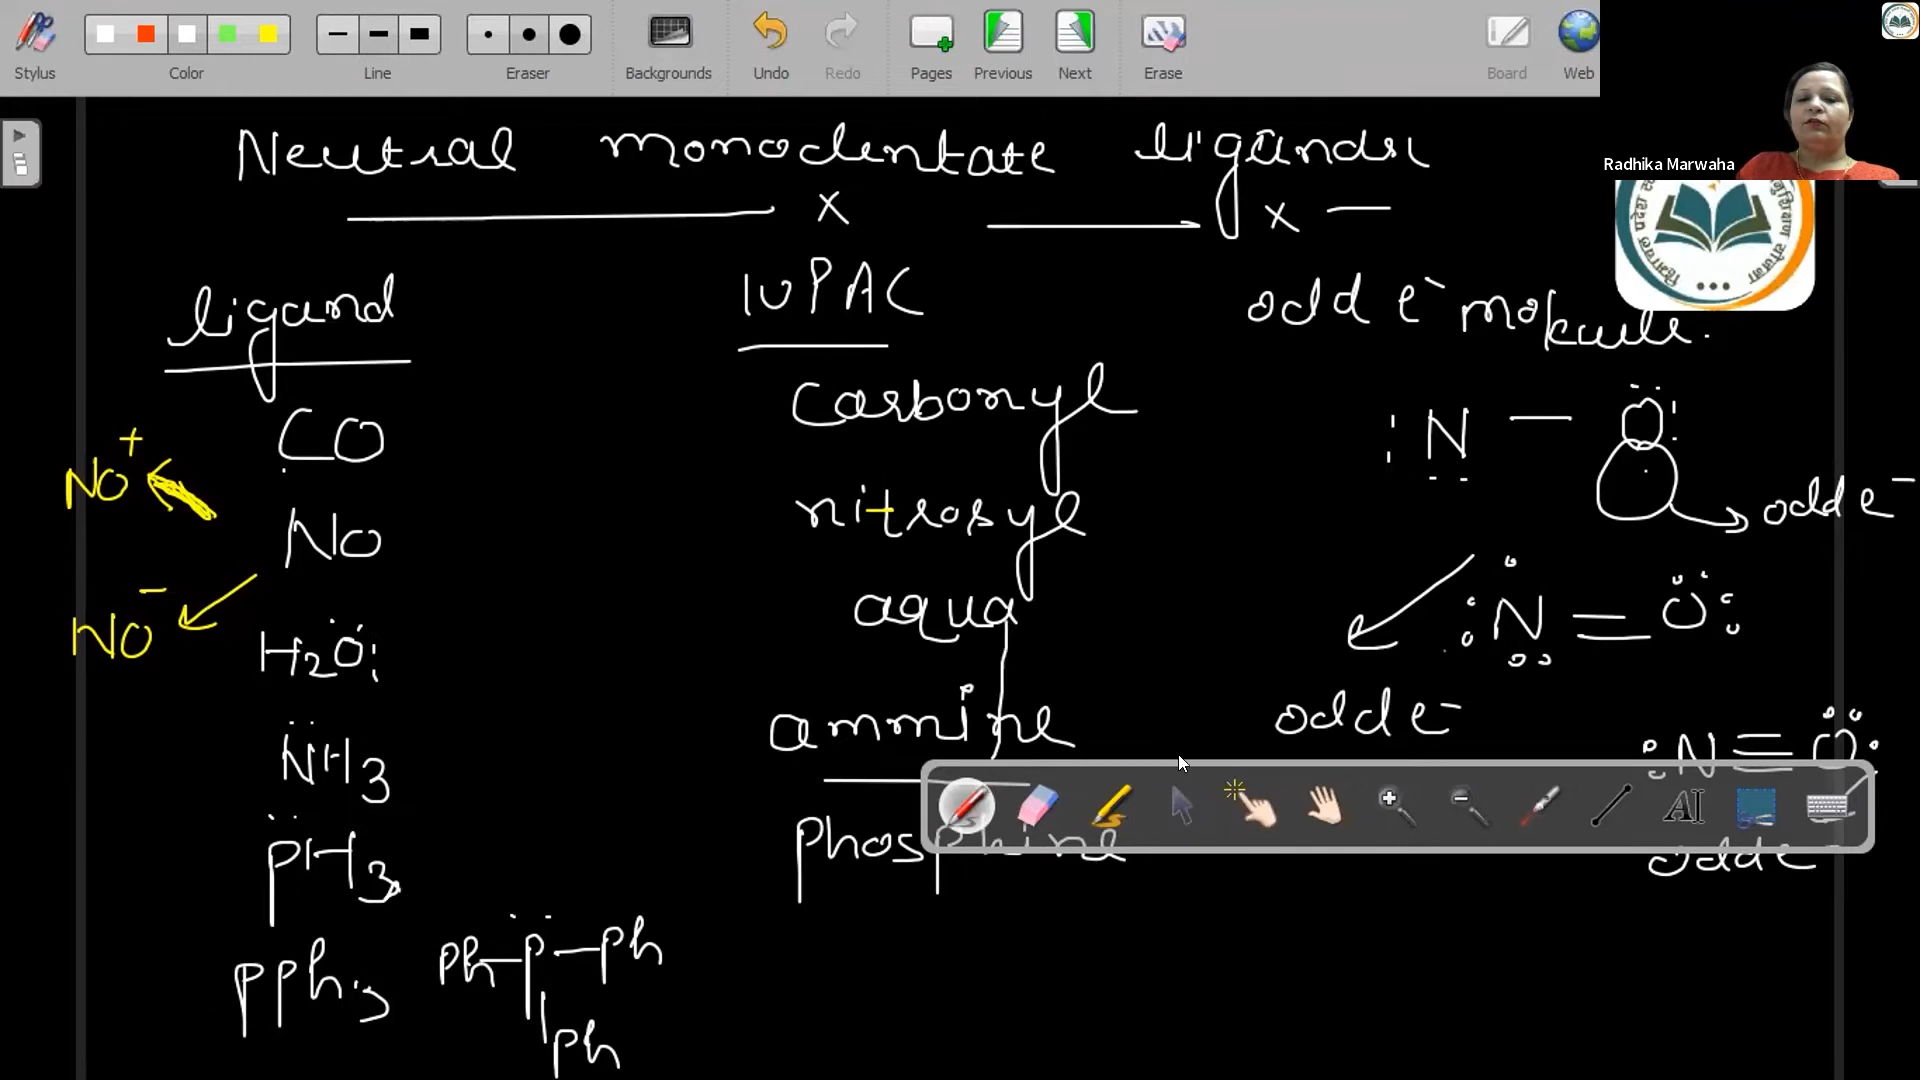 Stylus Color Line Eraser Backgrounds Undo Redo Pages Previous Next Erase Board Web
Radhika Marwaha
Neutral monodentate ligands
x x
ligand IUPAC odd e⁻ molecule.
CO Carbonyl
:N — O:
NO⁺
odd e⁻
NO nitrosyl
NO⁻
:N = O:
H2O: aqua
odd e⁻
NH3 ammine
:N ≡ O:
PH3 phosphine
odd e⁻
PPh3 Ph—P—Ph
Ph